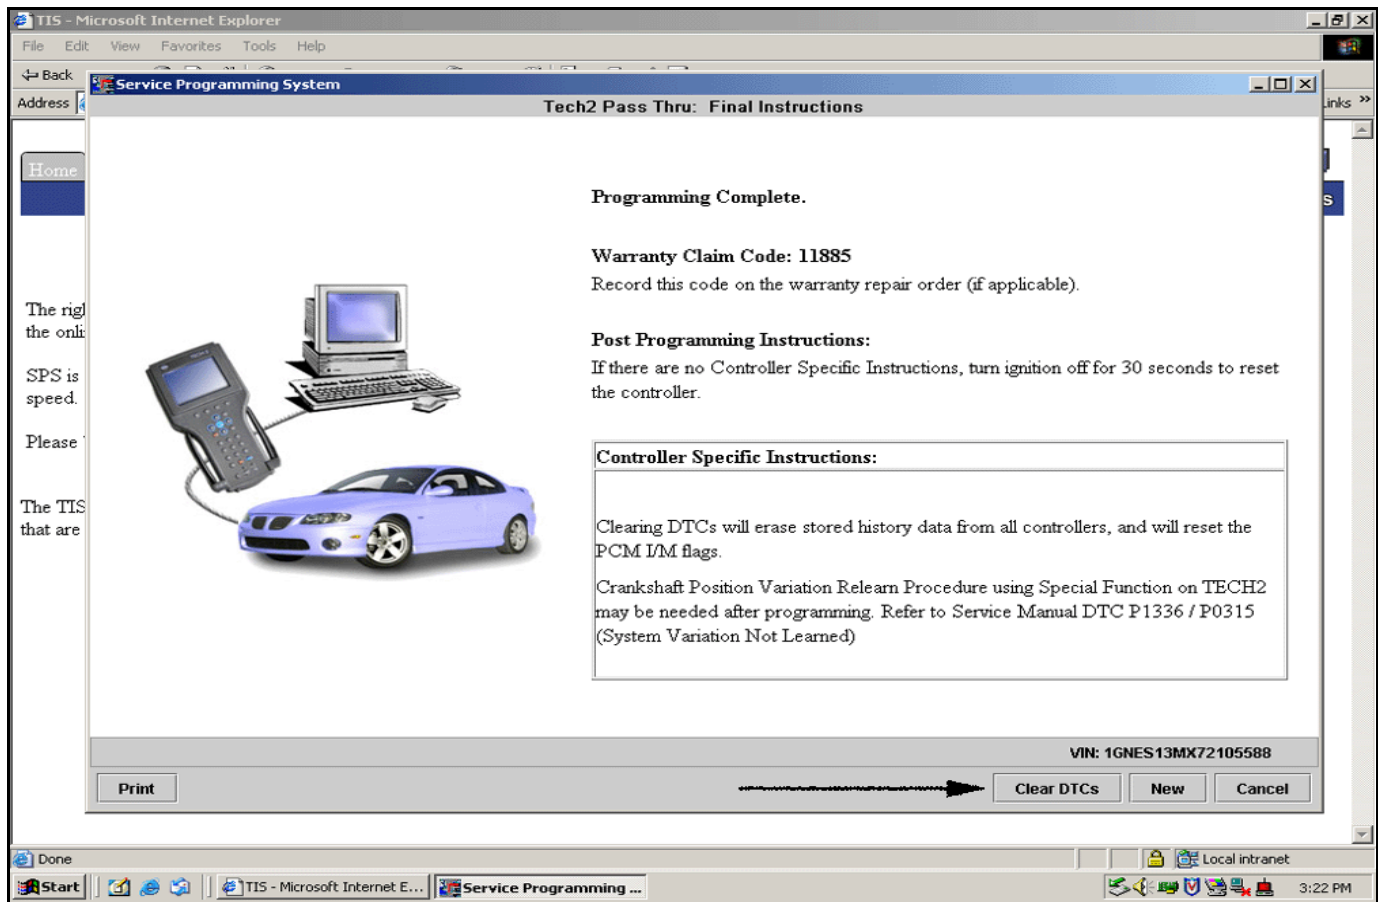 TIS - Microsoft Internet Explorer
File Edit View Favorites Tools Help
Back
Address
Links »
Service Programming System
Tech2 Pass Thru: Final Instructions
Home
s
Programming Complete.
Warranty Claim Code: 11885
Record this code on the warranty repair order (if applicable).
The rig
the onli
Post Programming Instructions:
If there are no Controller Specific Instructions, turn ignition off for 30 seconds to reset
the controller.
SPS is
speed.
Please
Controller Specific Instructions:
The TIS
that are
Clearing DTCs will erase stored history data from all controllers, and will reset the
PCM I/M flags.
Crankshaft Position Variation Relearn Procedure using Special Function on TECH2
may be needed after programming. Refer to Service Manual DTC P1336 / P0315
(System Variation Not Learned)
VIN: 1GNES13MX72105588
Print Clear DTCs New Cancel
Done Local intranet
Start TIS - Microsoft Internet E... Service Programming ... 3:22 PM